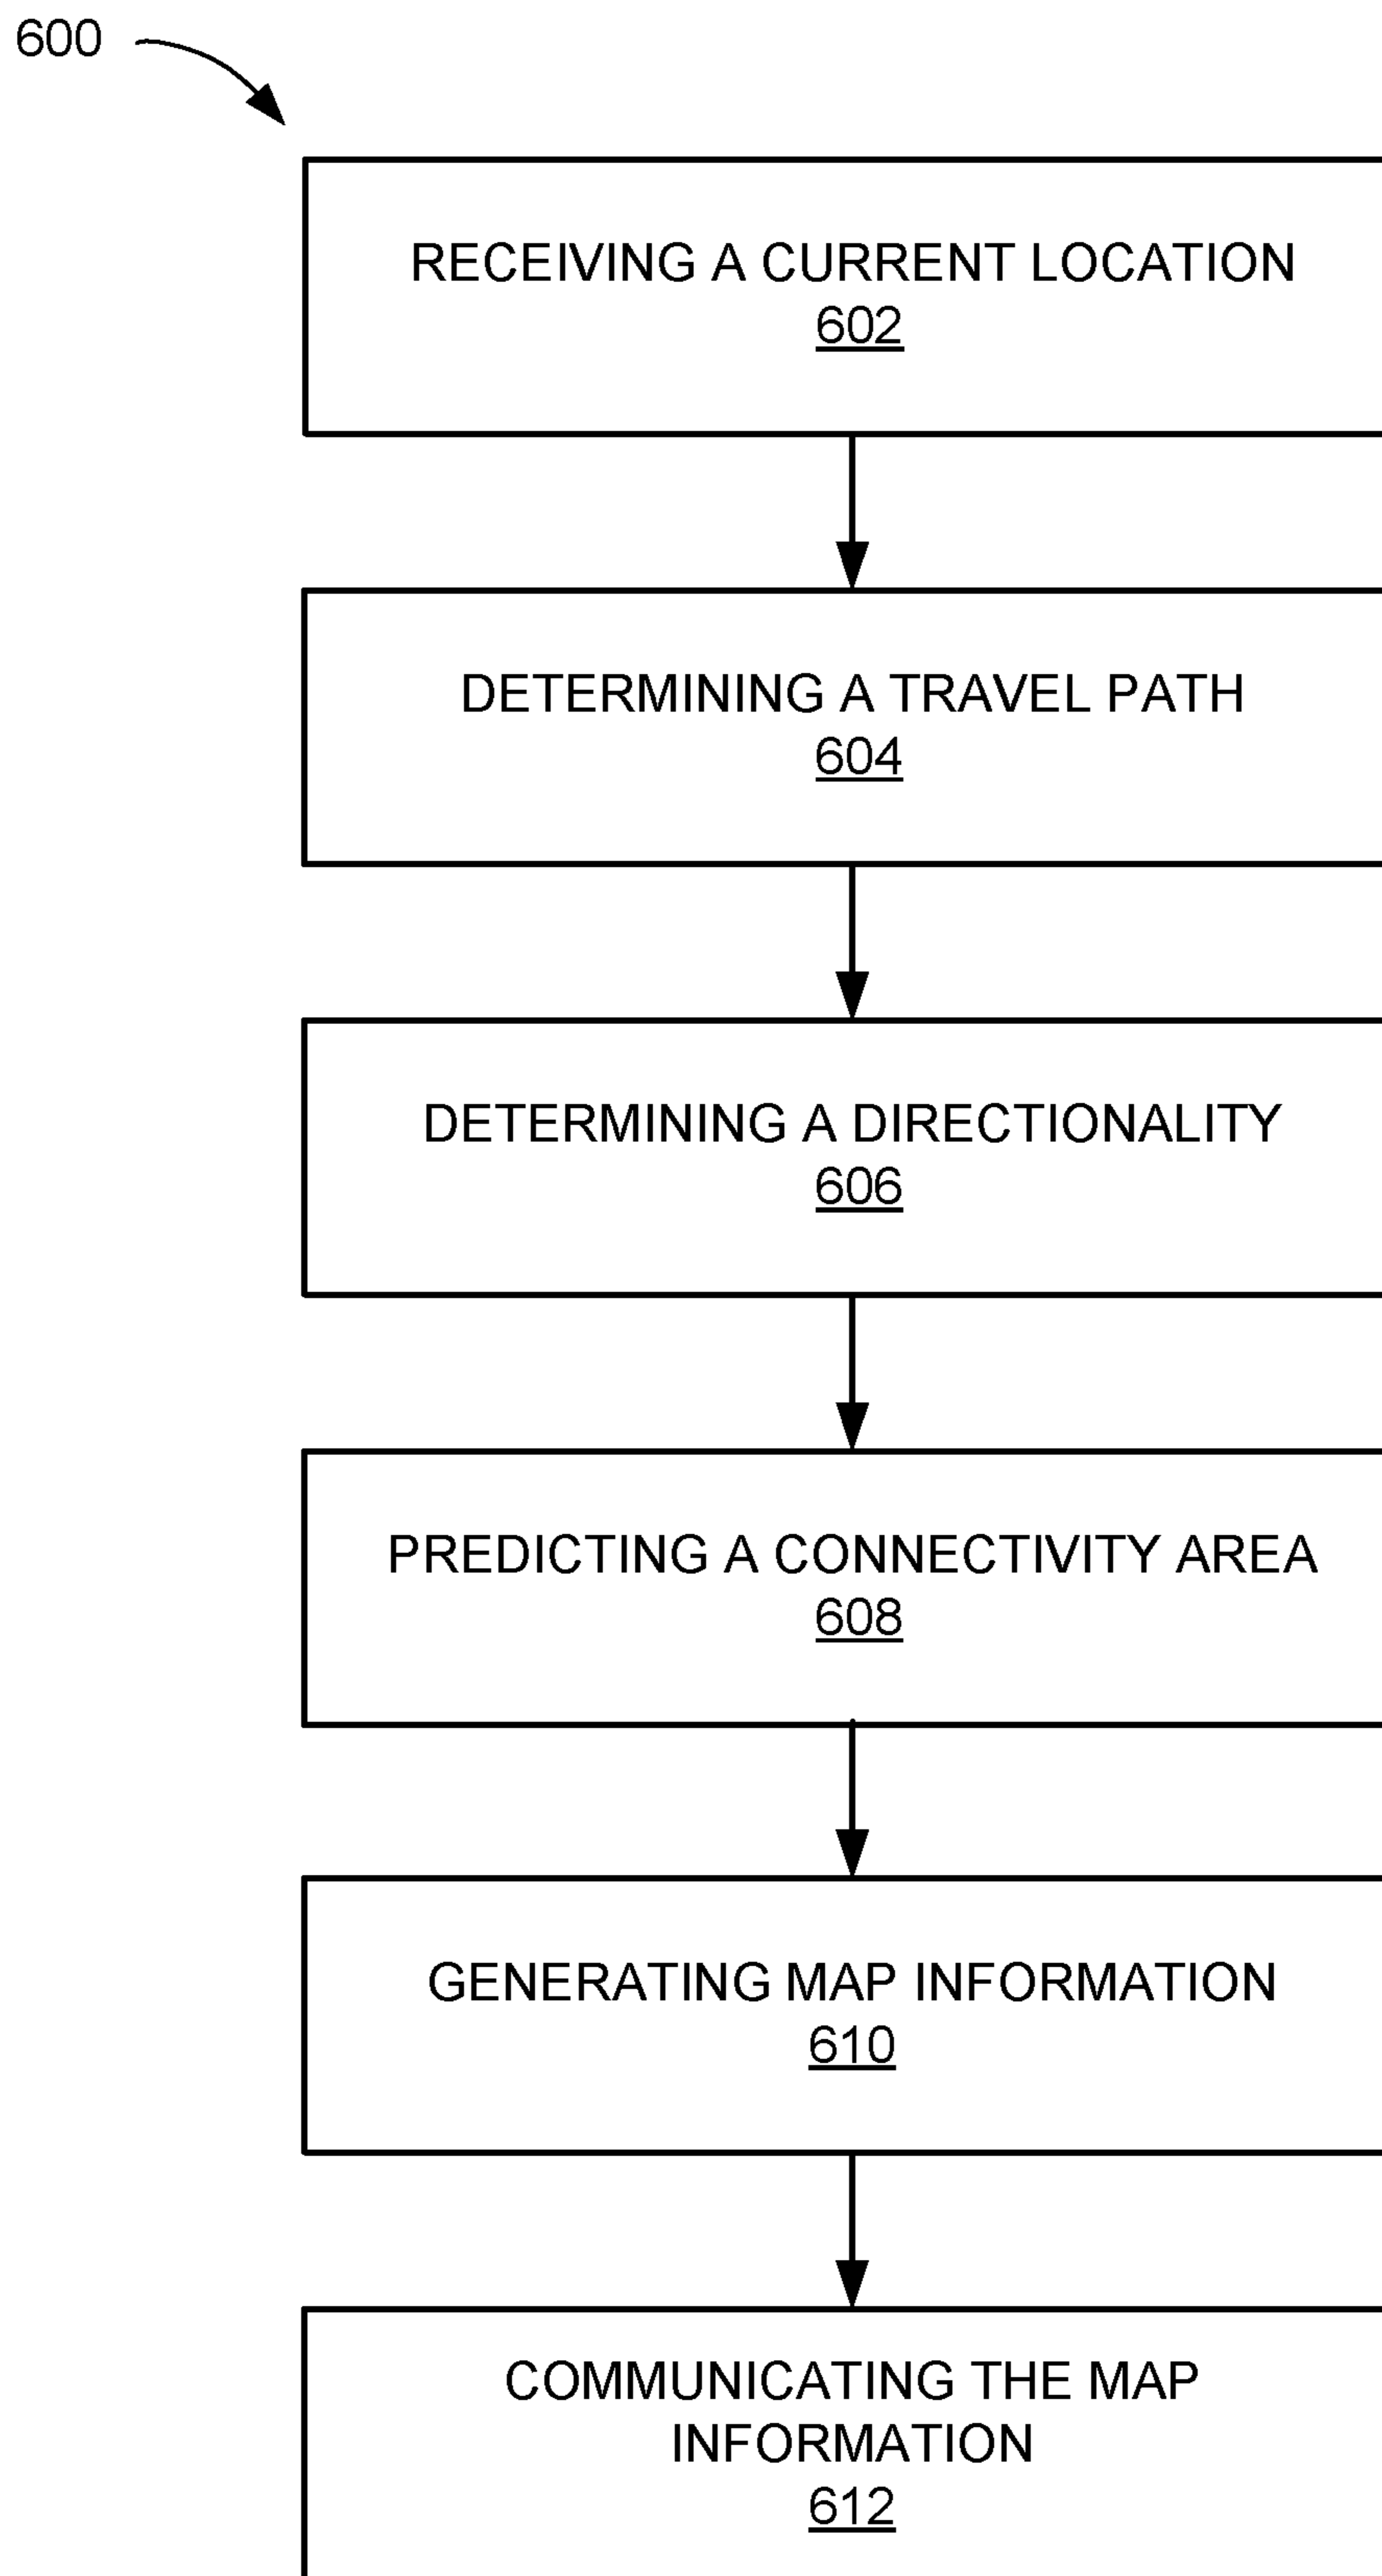 600
RECEIVING A CURRENT LOCATION
602
DETERMINING A TRAVEL PATH
604
DETERMINING A DIRECTIONALITY
606
PREDICTING A CONNECTIVITY AREA
608
GENERATING MAP INFORMATION
610
COMMUNICATING THE MAP
INFORMATION
612